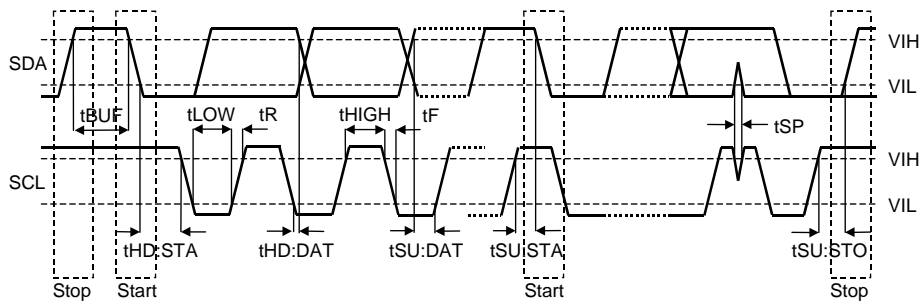 VIH
SDA
VIL
tBUF tLOW tR tHIGH tF tSP
VIH
SCL
VIL
tHD:STA tHD:DAT tSU:DAT tSU:STA tSU:STO
Stop Start Start Stop